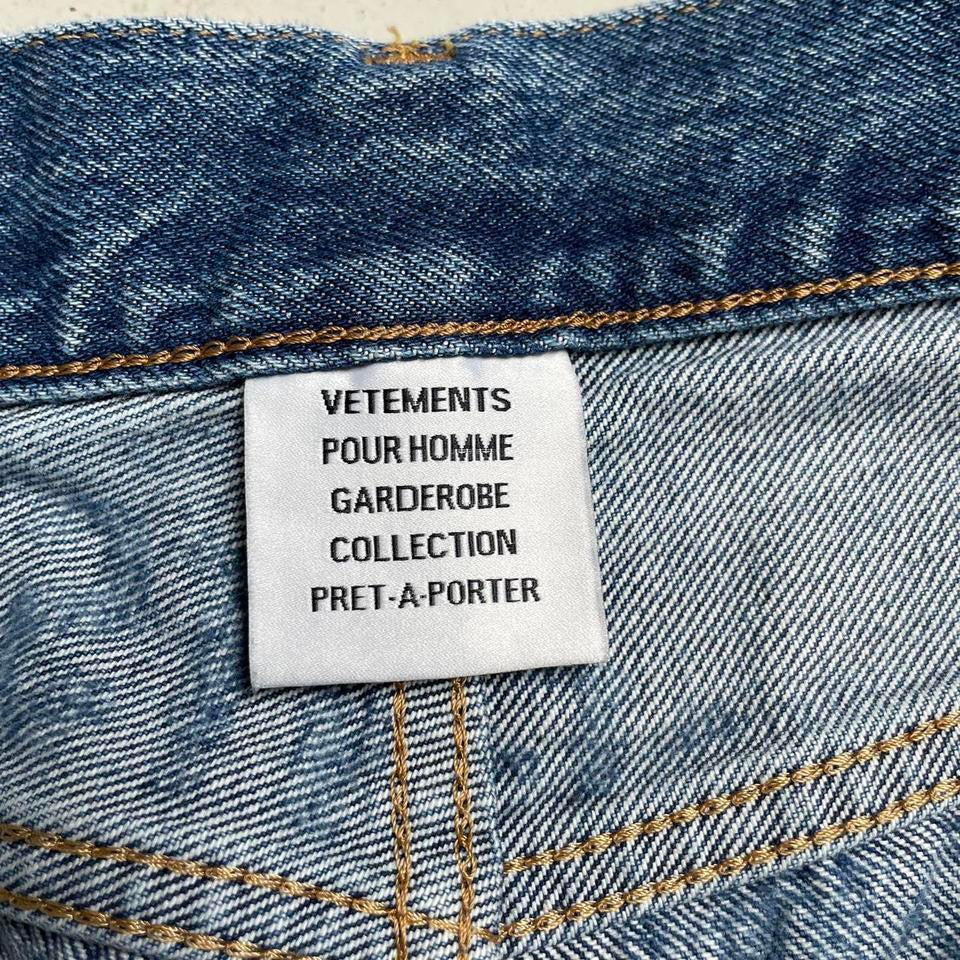 VETEMENTS
POUR HOMME
GARDEROBE
COLLECTION
PRET-A-PORTER